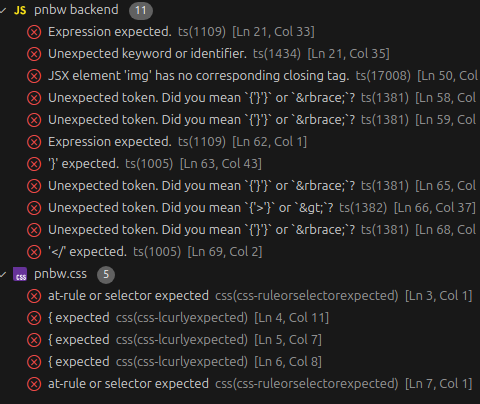 JS pnbw backend 11
Expression expected. ts(1109) [Ln 21, Col 33]
Unexpected keyword or identifier. ts(1434) [Ln 21, Col 35]
JSX element 'img' has no corresponding closing tag. ts(17008) [Ln 50, Col
Unexpected token. Did you mean `{'}'}` or `&rbrace;`? ts(1381) [Ln 58, Col
Unexpected token. Did you mean `{'}'}` or `&rbrace;`? ts(1381) [Ln 59, Col
Expression expected. ts(1109) [Ln 62, Col 1]
'}' expected. ts(1005) [Ln 63, Col 43]
Unexpected token. Did you mean `{'}'}` or `&rbrace;`? ts(1381) [Ln 65, Col
Unexpected token. Did you mean `{'>'}` or `&gt;`? ts(1382) [Ln 66, Col 37]
Unexpected token. Did you mean `{'}'}` or `&rbrace;`? ts(1381) [Ln 68, Col
'</' expected. ts(1005) [Ln 69, Col 2]
CSS pnbw.css 5
at-rule or selector expected css(css-ruleorselectorexpected) [Ln 3, Col 1]
{ expected css(css-lcurlyexpected) [Ln 4, Col 11]
{ expected css(css-lcurlyexpected) [Ln 5, Col 7]
{ expected css(css-lcurlyexpected) [Ln 6, Col 8]
at-rule or selector expected css(css-ruleorselectorexpected) [Ln 7, Col 1]